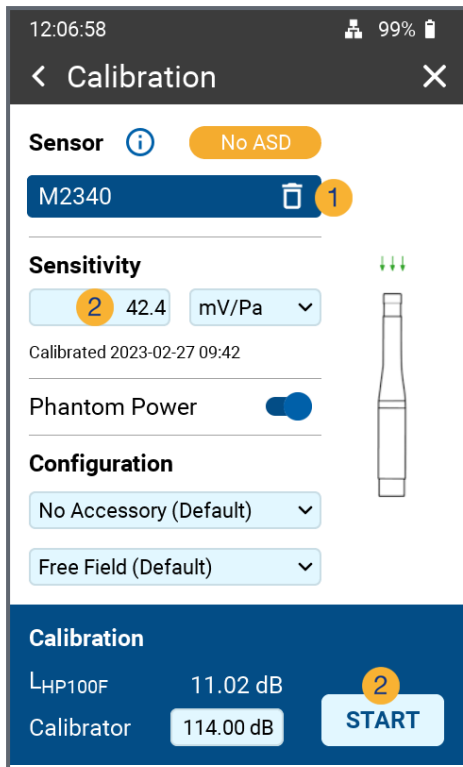 12:06:58 99%
Calibration
Sensor i No ASD
M2340 1
Sensitivity
2 42.4 mV/Pa
Calibrated 2023-02-27 09:42
Phantom Power
Configuration
No Accessory (Default)
Free Field (Default)
Calibration
LHP100F 11.02 dB 2
Calibrator 114.00 dB START